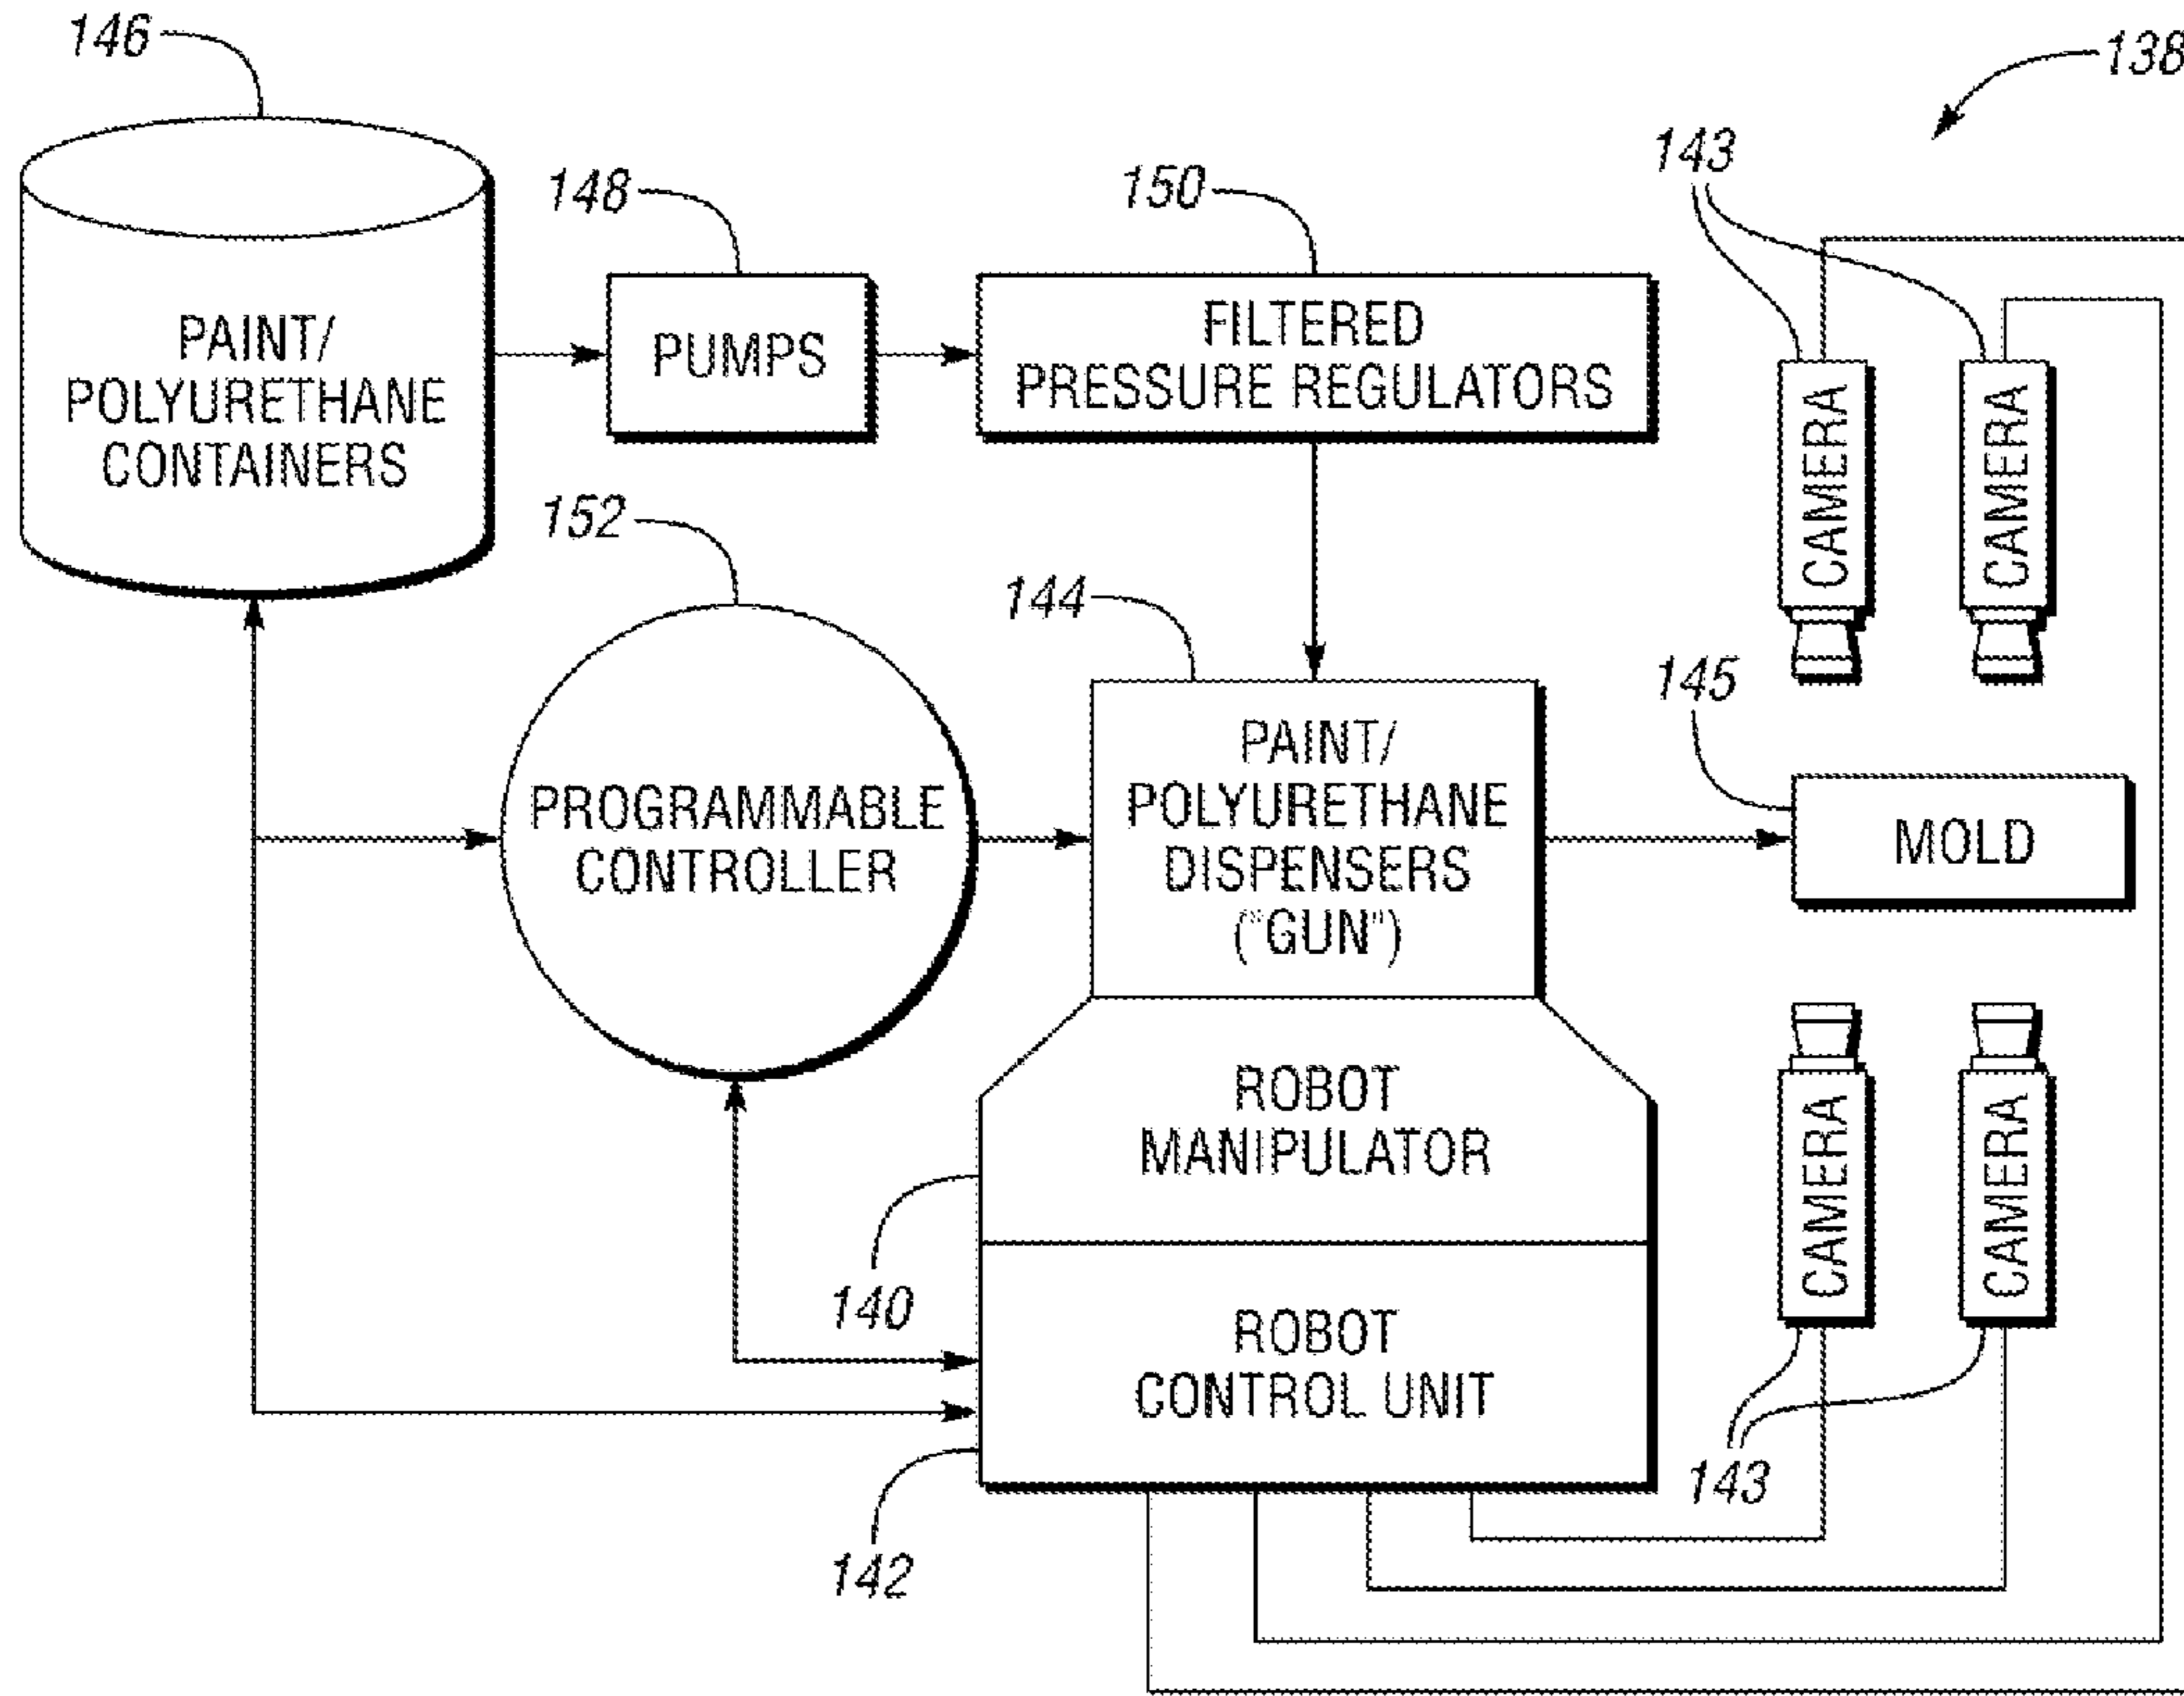 146
138
143
148
150
PAINT/
POLYURETHANE
CONTAINERS
PUMPS
FILTERED
PRESSURE REGULATORS
CAMERA
CAMERA
152
144
145
PROGRAMMABLE
CONTROLLER
PAINT/
POLYURETHANE
DISPENSERS
("GUN")
MOLD
ROBOT
MANIPULATOR
CAMERA
CAMERA
140
ROBOT
CONTROL UNIT
143
142